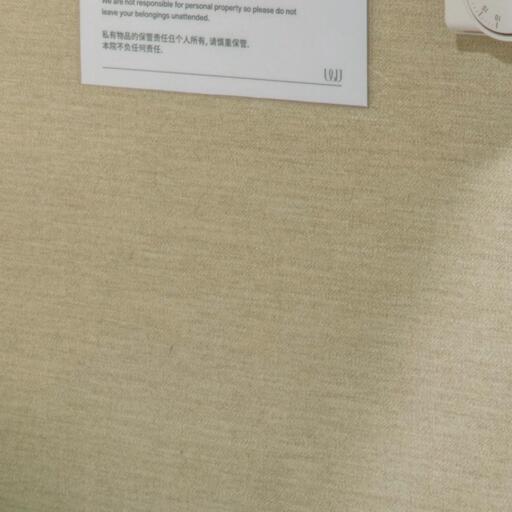 We are not responsible for personal property so please do not
leave your belongings unattended.
私有物品的保管责任任个人所有, 请慎重保管.
本院不负任何责任.